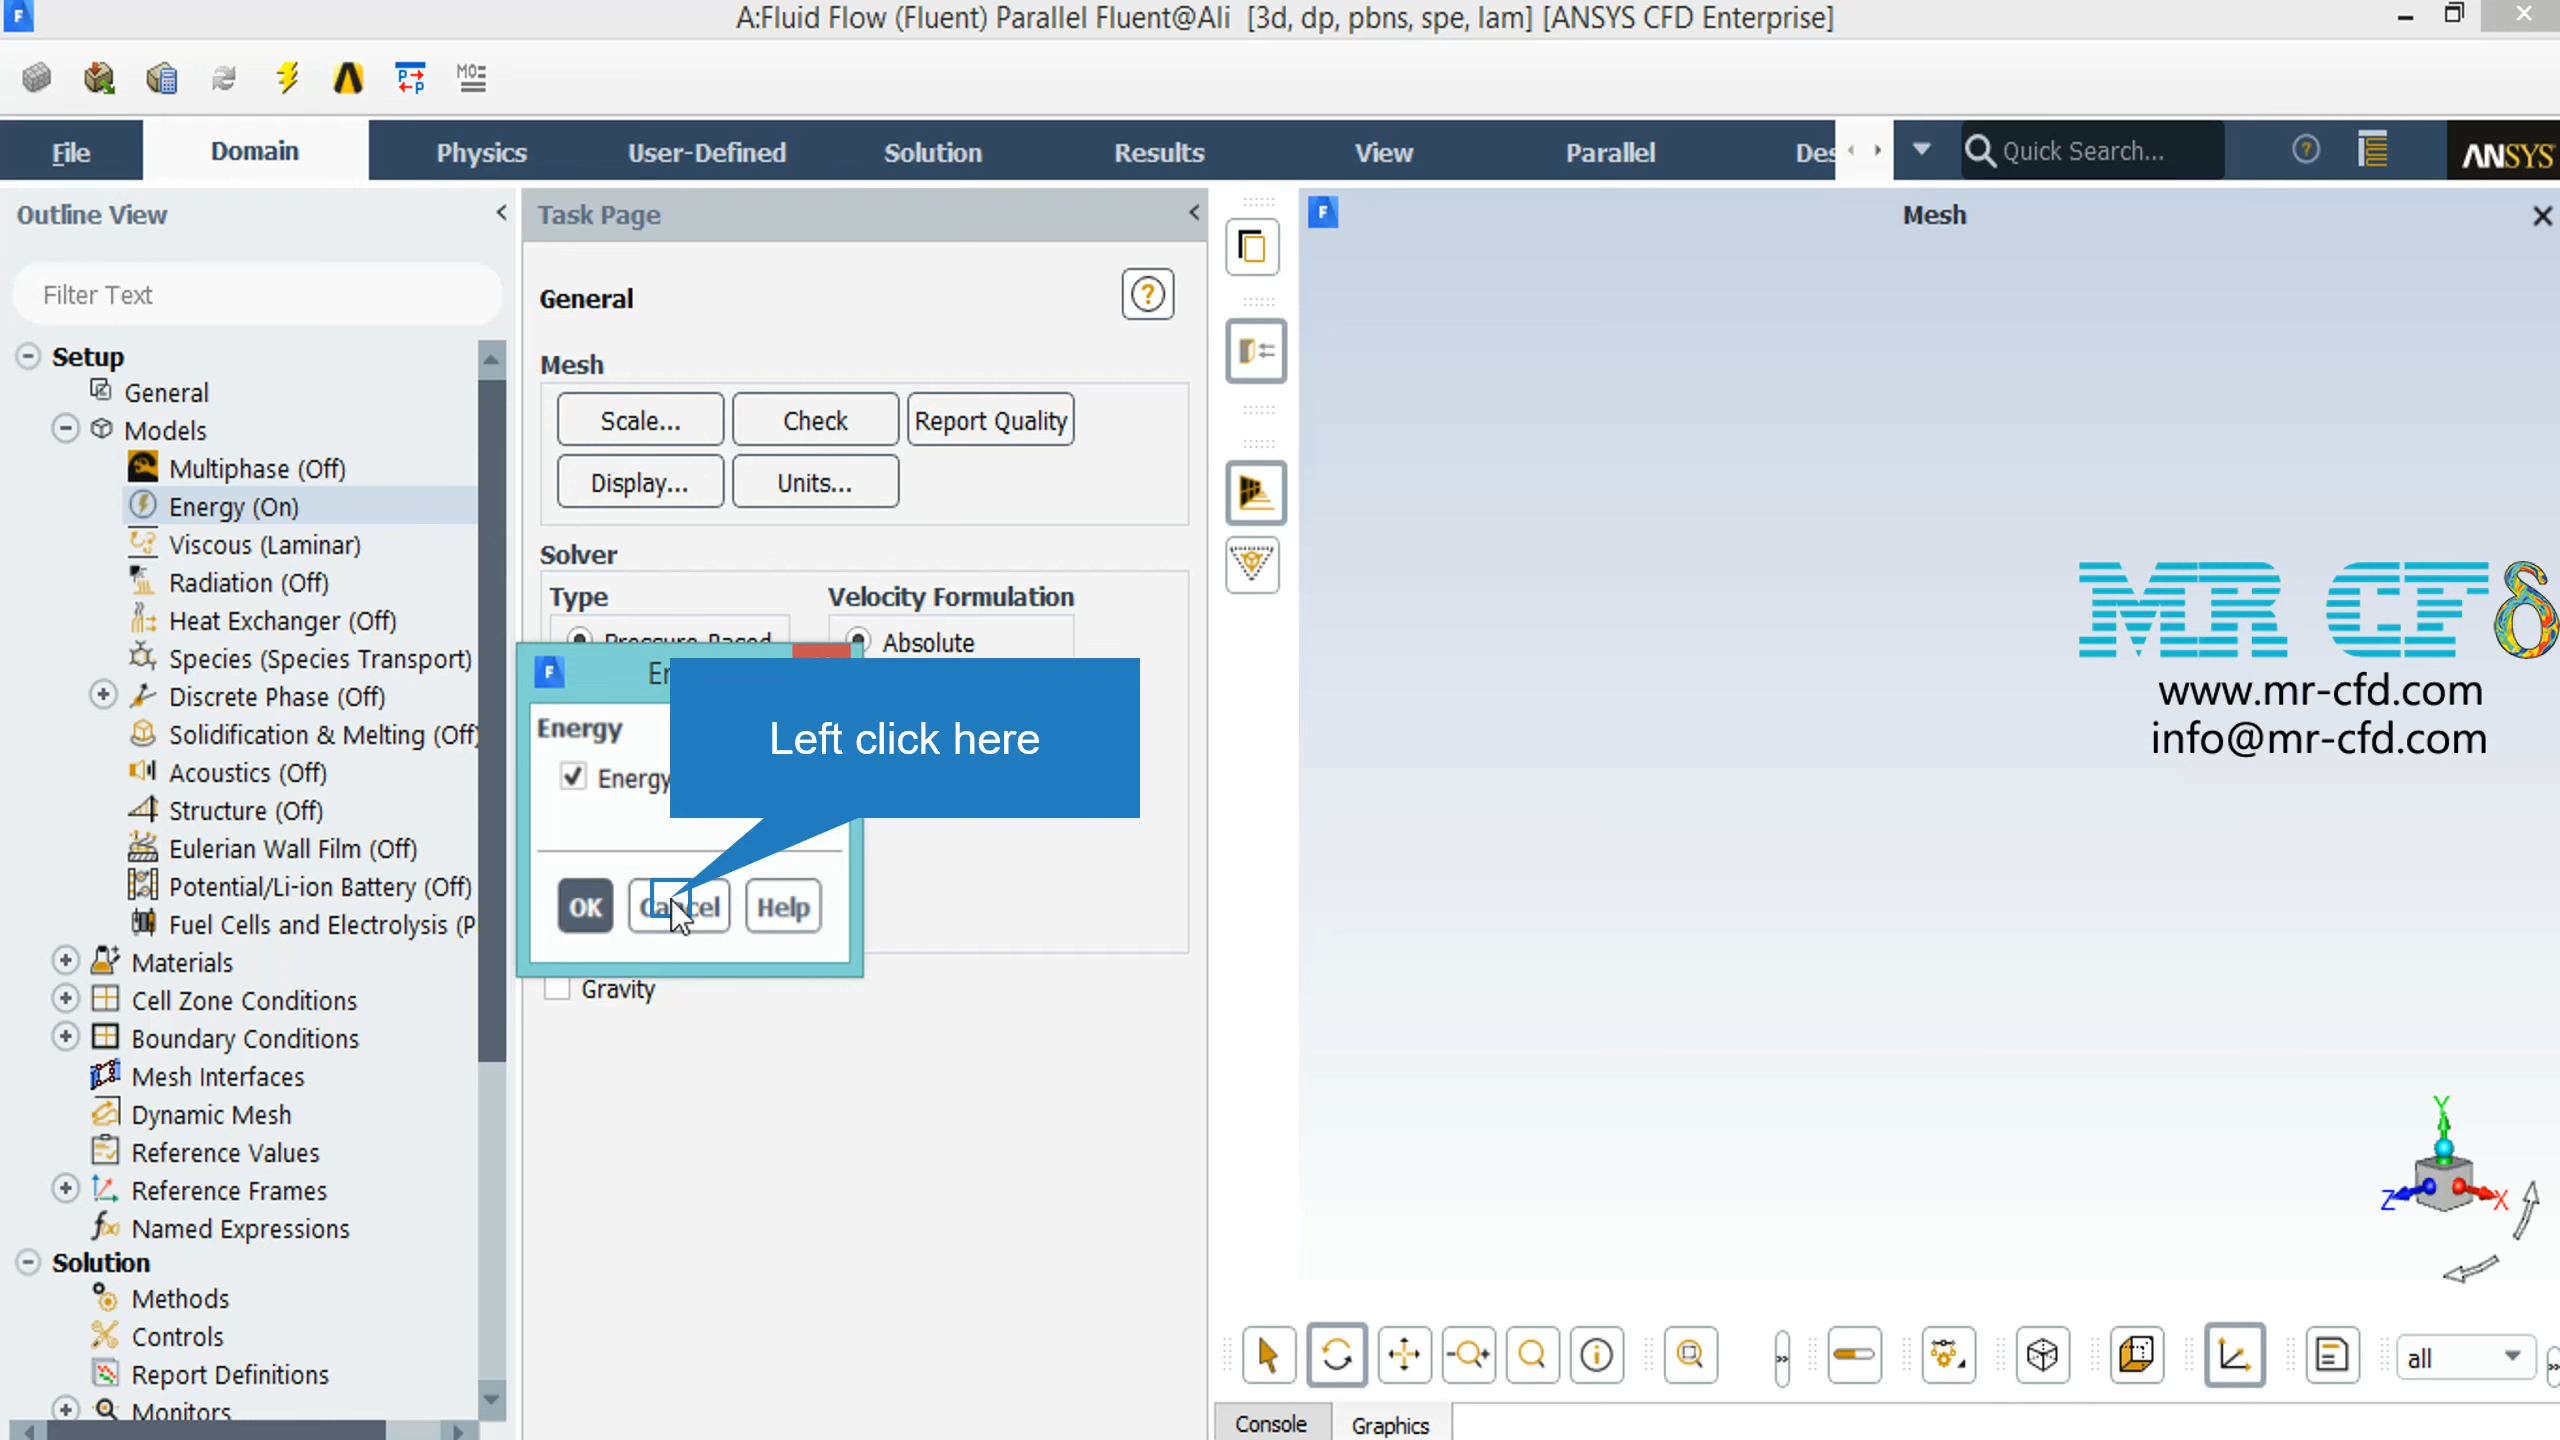 A:Fluid Flow (Fluent) Parallel Fluent@Ali [3d, dp, pbns, spe, lam] [ANSYS CFD Enterprise]
File
Domain
Physics
User-Defined
Solution
Results
View
Parallel
Des
Quick Search...
ANSYS
Outline View
Filter Text
Setup
General
Models
Multiphase (Off)
Energy (On)
Viscous (Laminar)
Radiation (Off)
Heat Exchanger (Off)
Species (Species Transport)
Discrete Phase (Off)
Solidification & Melting (Off)
Acoustics (Off)
Structure (Off)
Eulerian Wall Film (Off)
Potential/Li-ion Battery (Off)
Fuel Cells and Electrolysis (P
Materials
Cell Zone Conditions
Boundary Conditions
Mesh Interfaces
Dynamic Mesh
Reference Values
Reference Frames
Named Expressions
Solution
Methods
Controls
Report Definitions
Monitors
Task Page
General
Mesh
Scale...
Check
Report Quality
Display...
Units...
Solver
Type
Velocity Formulation
Pressure-Based
Absolute
Energy
Energy
Left click here
OK
Cancel
Help
Gravity
Mesh
MR CFδ
www.mr-cfd.com
info@mr-cfd.com
Y
Z
X
all
Console
Graphics